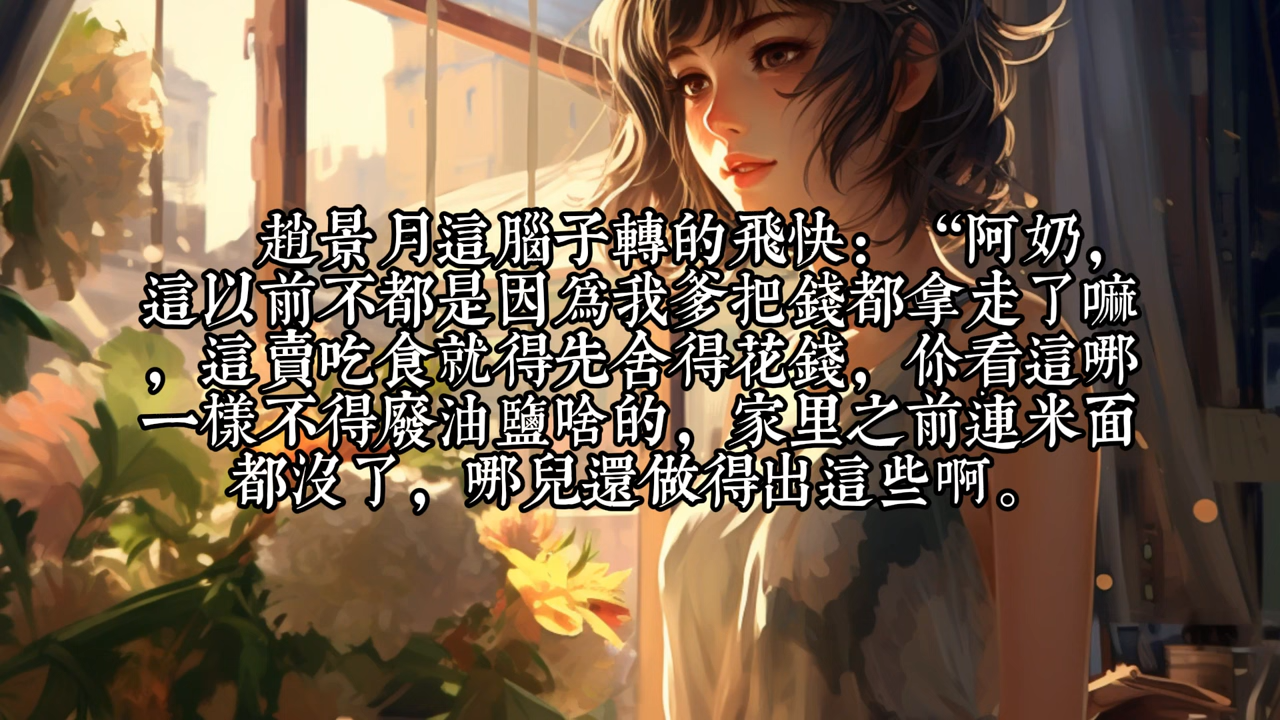 趙景月這腦子轉的飛快：“阿奶，
這以前不都是因為我爹把錢都拿走了嘛
，這賣吃食就得先舍得花錢，你看這哪
一樣不得廢油鹽啥的，家里之前連米面
都沒了，哪兒還做得出這些啊。